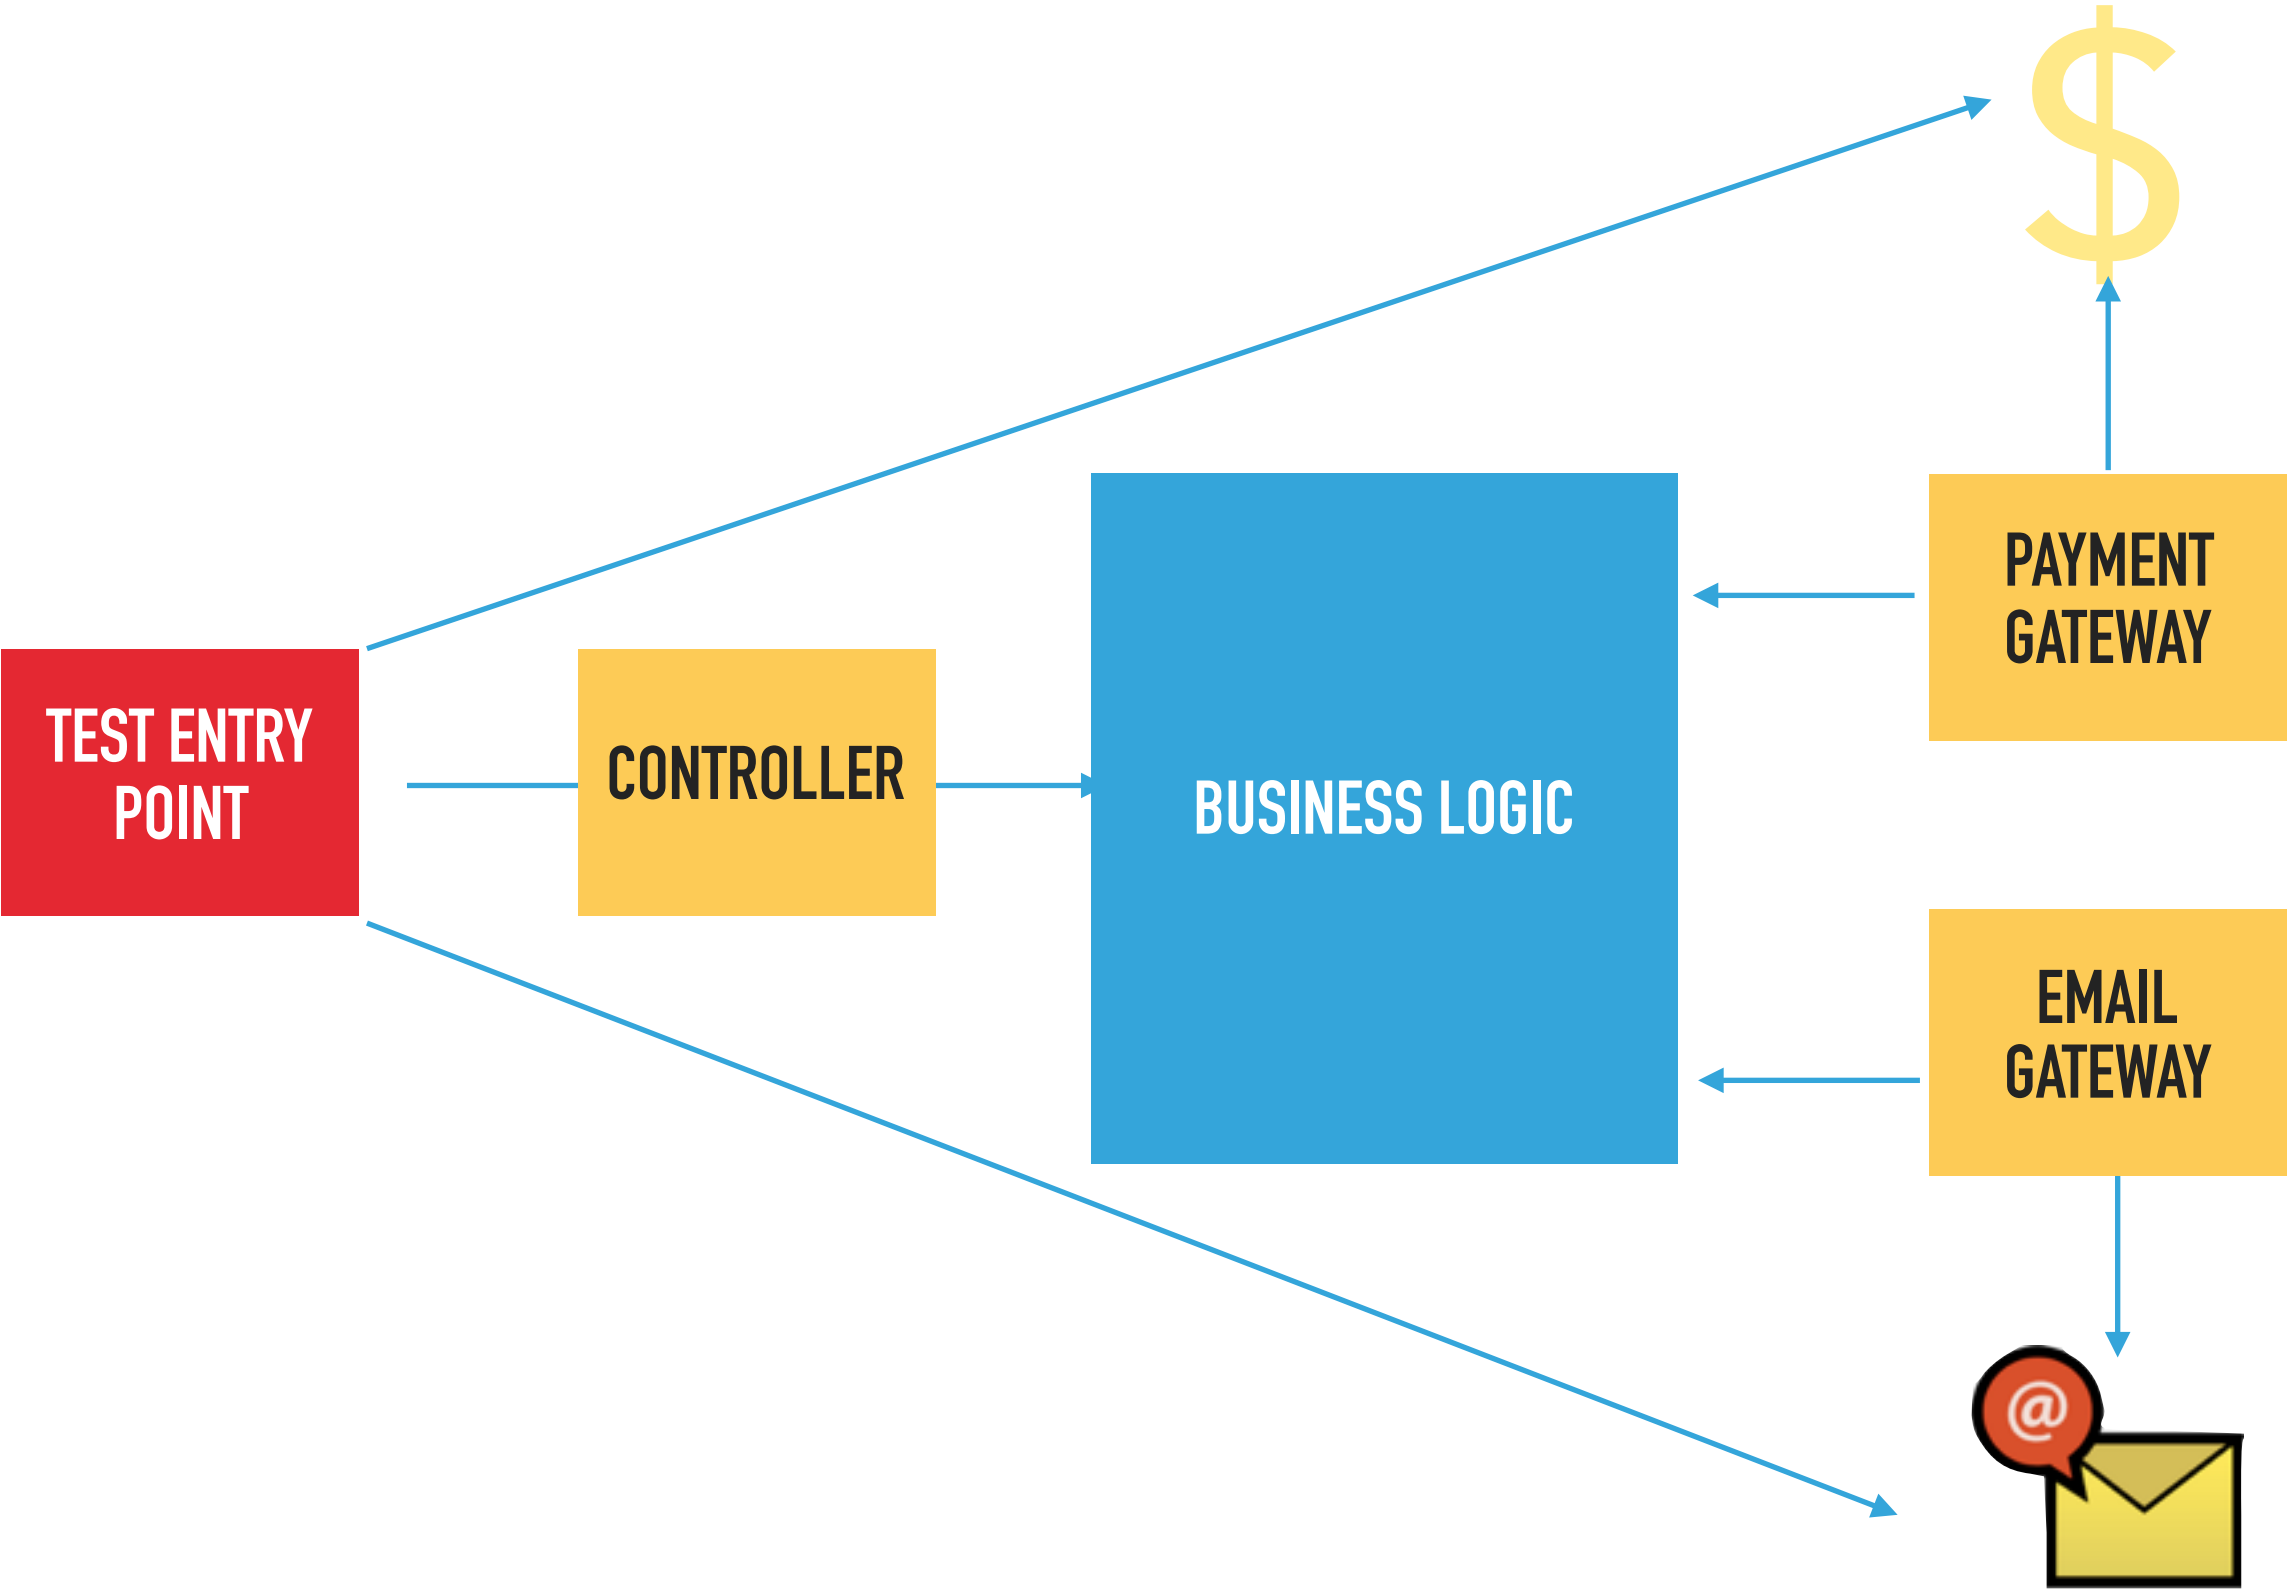 $
PAYMENT
GATEWAY
TEST ENTRY
POINT
CONTROLLER
BUSINESS LOGIC
EMAIL
GATEWAY
@